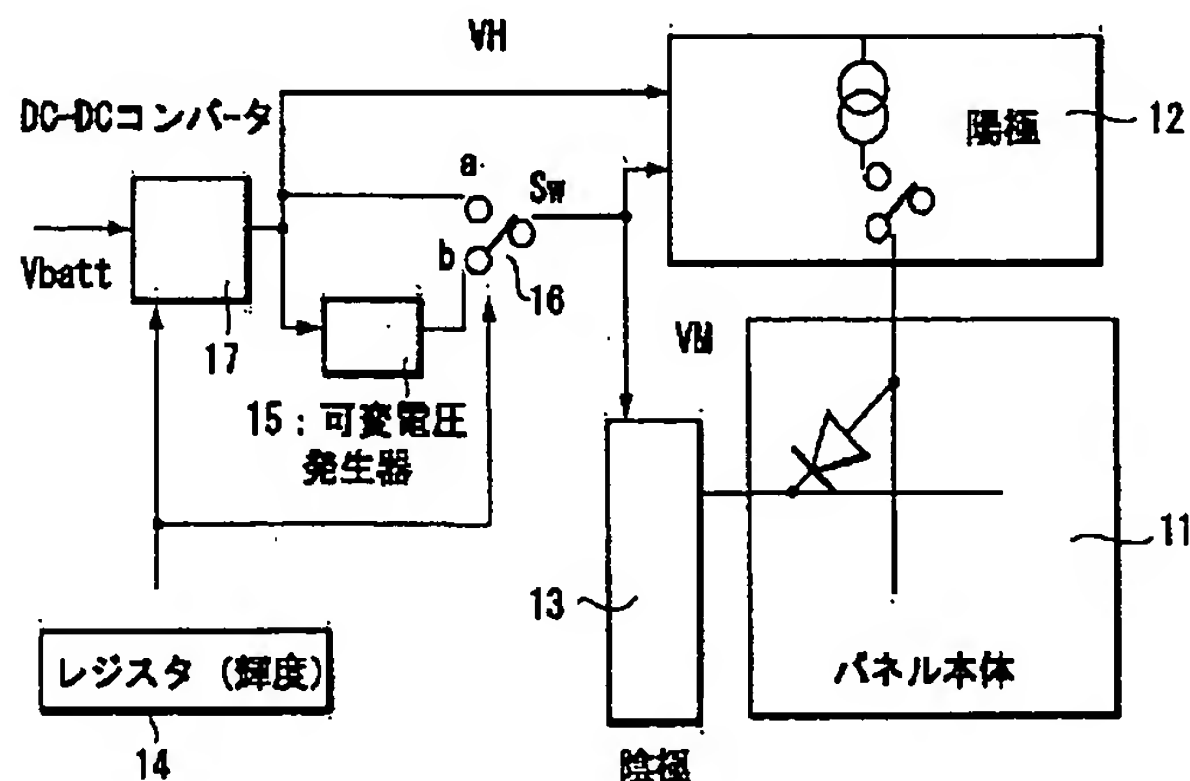 VH
DC-DCコンバータ
陽極
12
a
Sw
Vbatt
b
16
17
VM
15：可変電圧
発生器
11
13
レジスタ（輝度）
パネル本体
14
陰極